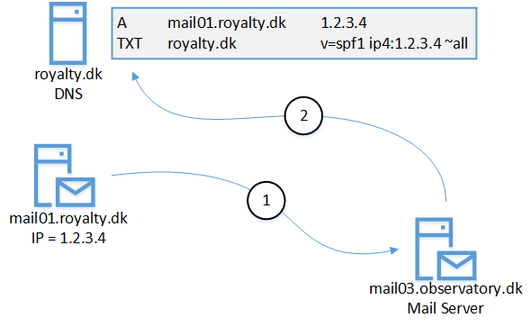 A mail01.royalty.dk 1.2.3.4
TXT royalty.dk v=spf1 ip4:1.2.3.4 ~all
royalty.dk
DNS
2
mail01.royalty.dk
IP = 1.2.3.4
1
mail03.observatory.dk
Mail Server